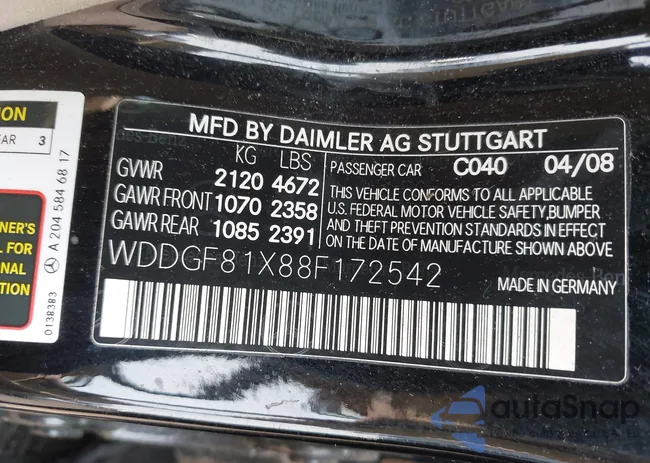 MFD BY DAIMLER AG STUTTGART
KG LBS
GVWR 2120 4672
GAWR FRONT 1070 2358
GAWR REAR 1085 2391
PASSENGER CAR C040 04/08
THIS VEHICLE CONFORMS TO ALL APPLICABLE
U.S. FEDERAL MOTOR VEHICLE SAFETY,BUMPER
AND THEFT PREVENTION STANDARDS IN EFFECT
ON THE DATE OF MANUFACTURE SHOWN ABOVE
WDDGF81X88F172542
MADE IN GERMANY
ION
EAR 3
NER'S
L FOR
ONAL
TION
A 204 584 68 17
0138383
autoSnap